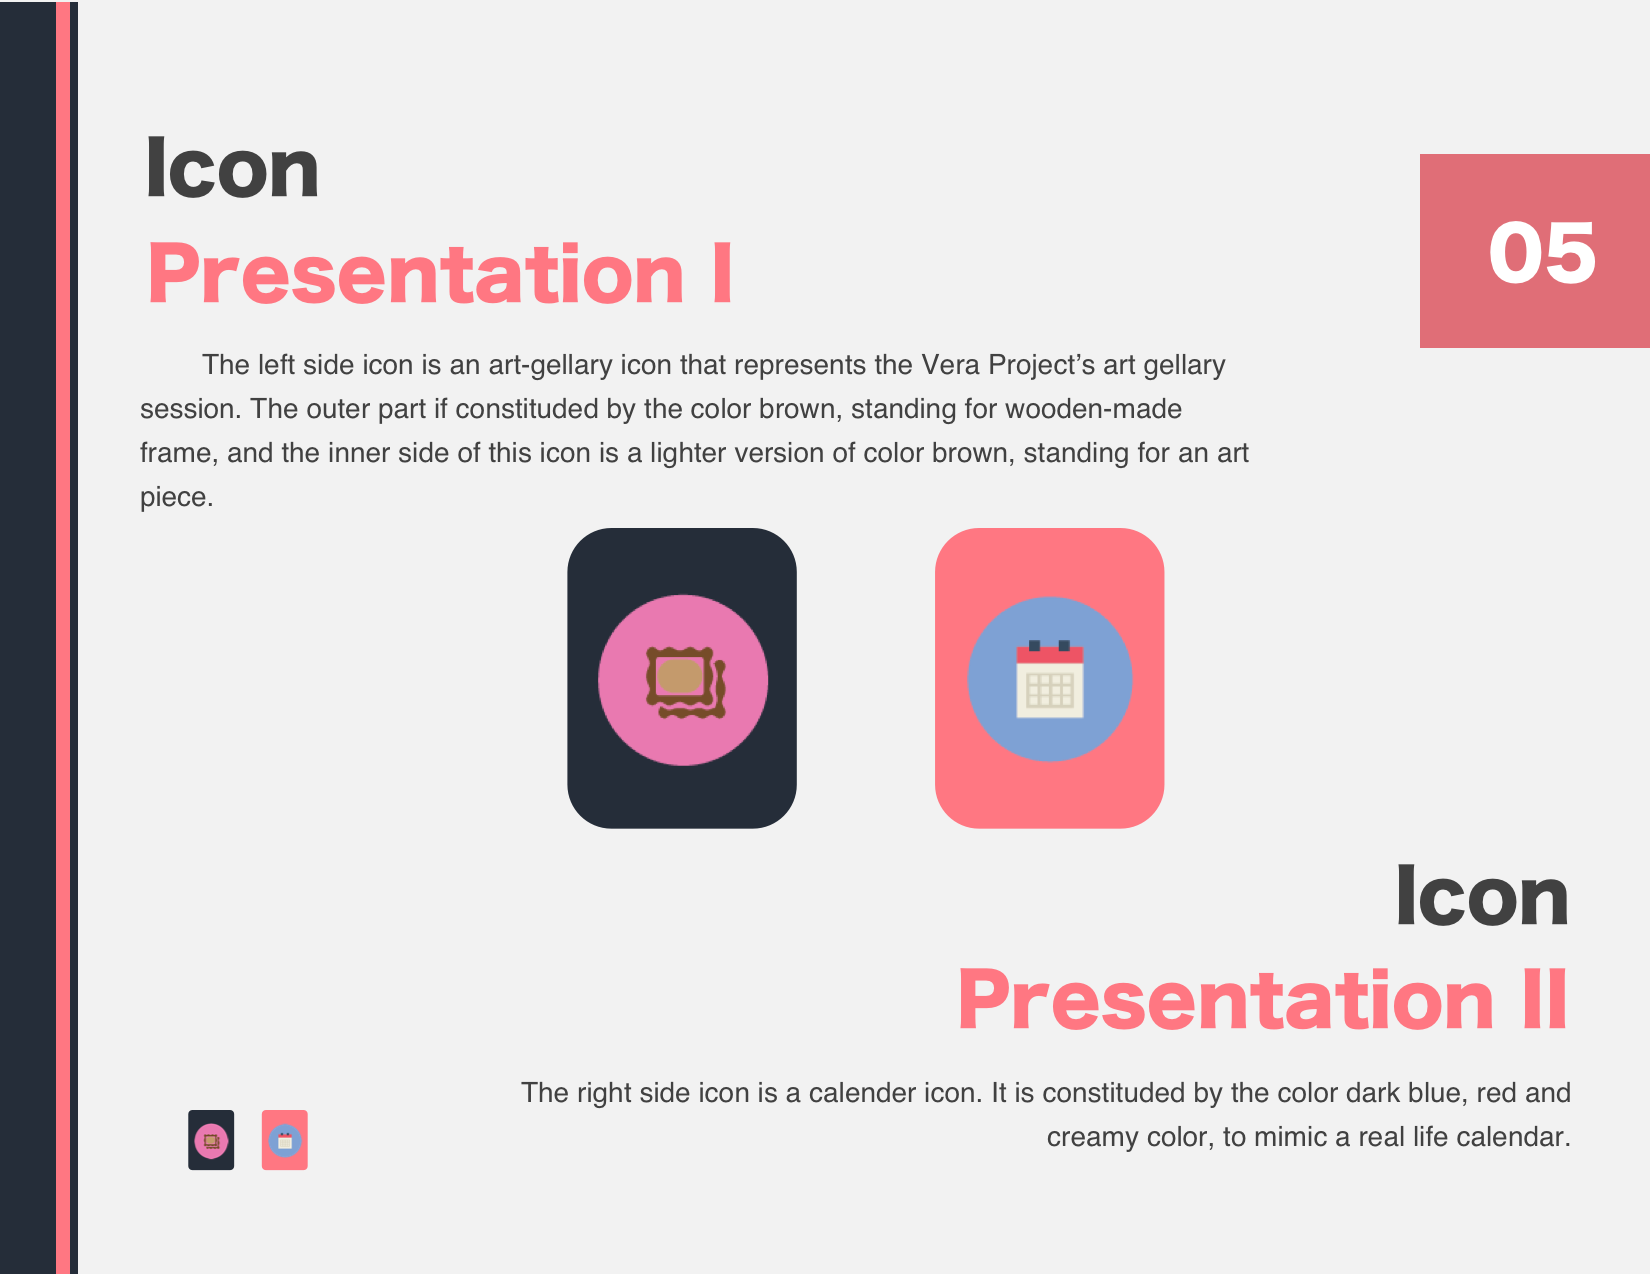 Icon
Presentation I
05
The left side icon is an art-gellary icon that represents the Vera Project’s art gellary
session. The outer part if constituded by the color brown, standing for wooden-made
frame, and the inner side of this icon is a lighter version of color brown, standing for an art
piece.
Icon
Presentation II
The right side icon is a calender icon. It is constituded by the color dark blue, red and
creamy color, to mimic a real life calendar.